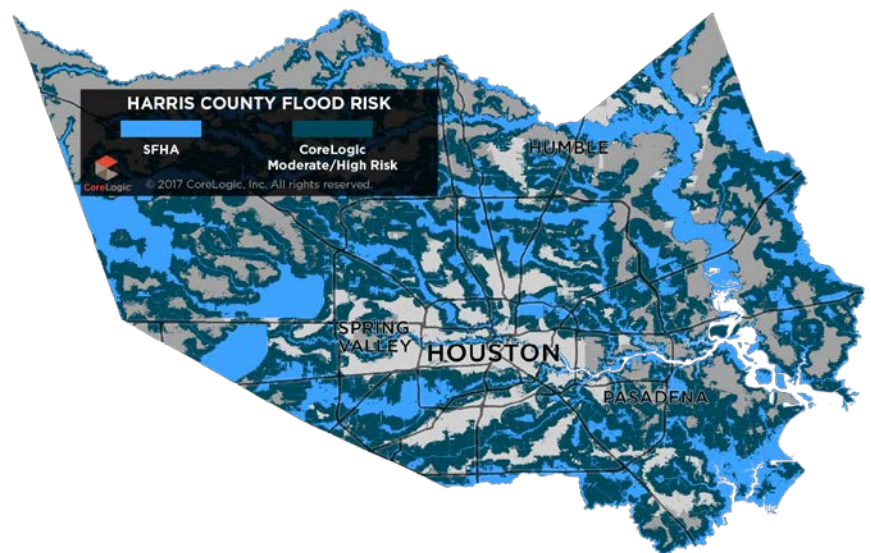 HARRIS COUNTY FLOOD RISK
SFHA
CoreLogic
Moderate/High Risk
CoreLogic
© 2017 CoreLogic, Inc. All rights reserved.
HUMBLE
SPRING
VALLEY
HOUSTON
PASADENA